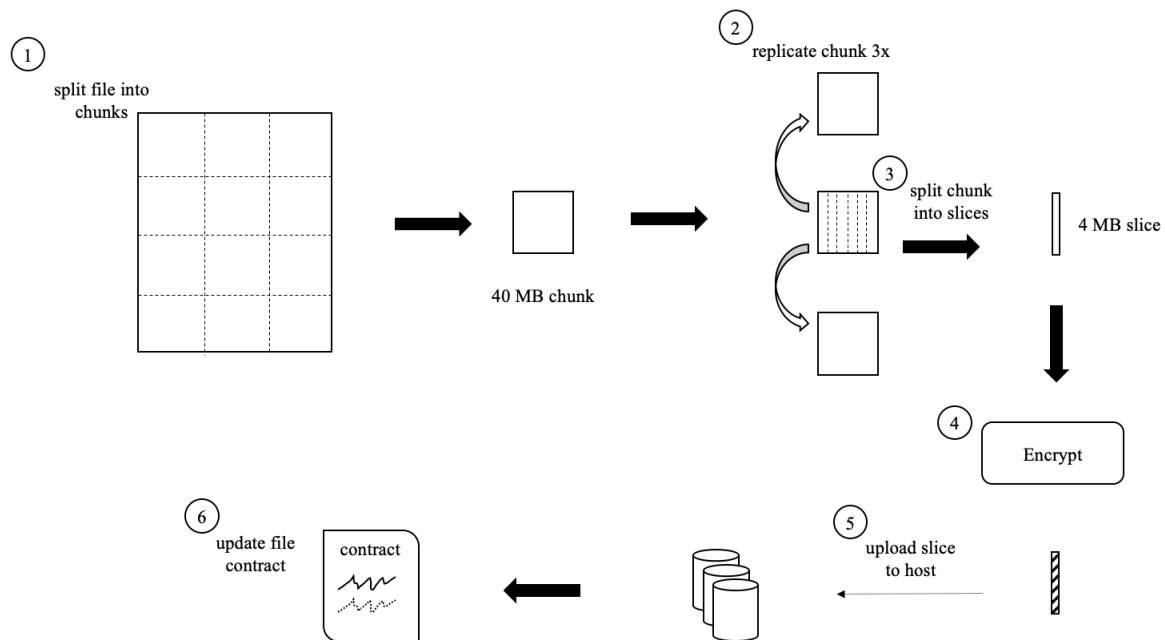 1
split file into
chunks
40 MB chunk
2
replicate chunk 3x
3
split chunk
into slices
4 MB slice
4
Encrypt
5
upload slice
to host
6
update file
contract
contract